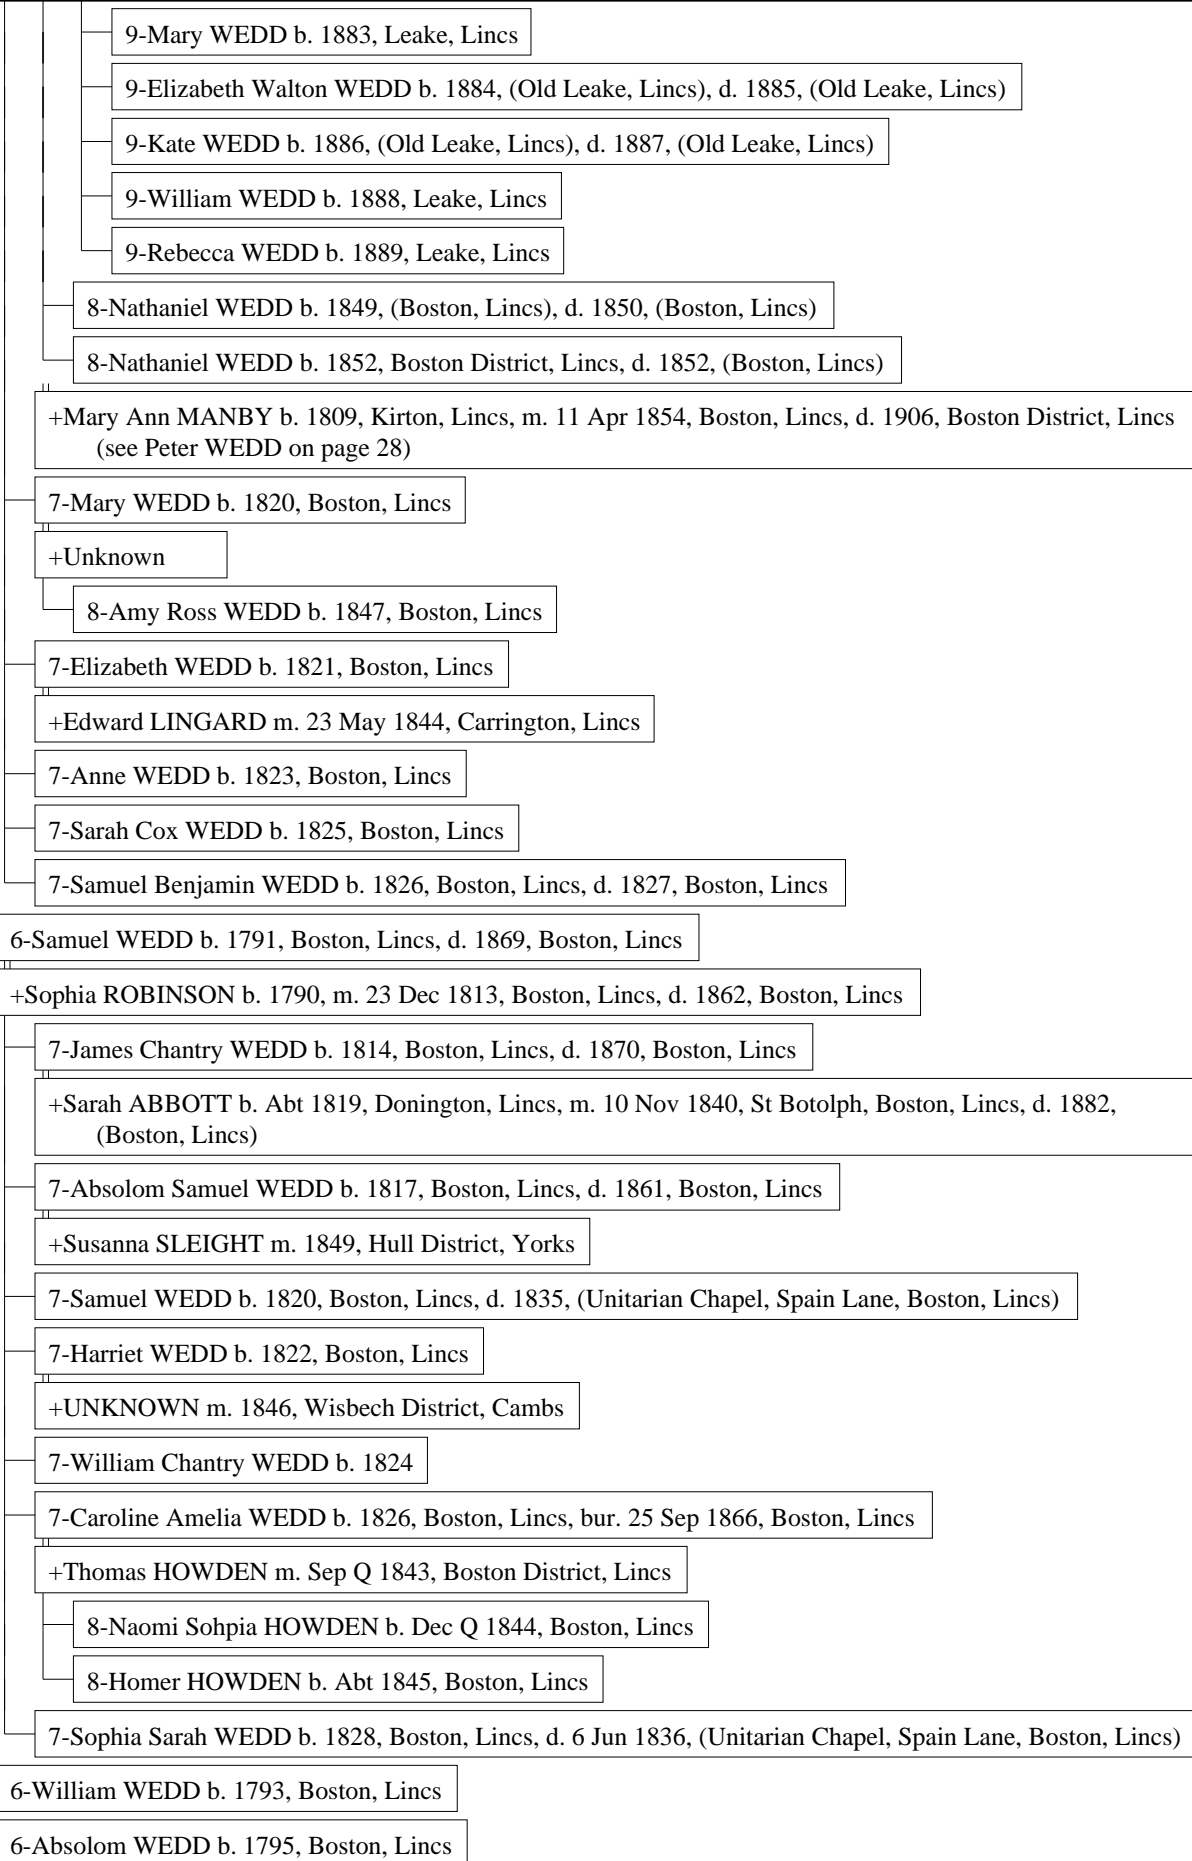 9-Mary WEDD b. 1883, Leake, Lincs
9-Elizabeth Walton WEDD b. 1884, (Old Leake, Lincs), d. 1885, (Old Leake, Lincs)
9-Kate WEDD b. 1886, (Old Leake, Lincs), d. 1887, (Old Leake, Lincs)
9-William WEDD b. 1888, Leake, Lincs
9-Rebecca WEDD b. 1889, Leake, Lincs
8-Nathaniel WEDD b. 1849, (Boston, Lincs), d. 1850, (Boston, Lincs)
8-Nathaniel WEDD b. 1852, Boston District, Lincs, d. 1852, (Boston, Lincs)
+Mary Ann MANBY b. 1809, Kirton, Lincs, m. 11 Apr 1854, Boston, Lincs, d. 1906, Boston District, Lincs
(see Peter WEDD on page 28)
7-Mary WEDD b. 1820, Boston, Lincs
+Unknown
8-Amy Ross WEDD b. 1847, Boston, Lincs
7-Elizabeth WEDD b. 1821, Boston, Lincs
+Edward LINGARD m. 23 May 1844, Carrington, Lincs
7-Anne WEDD b. 1823, Boston, Lincs
7-Sarah Cox WEDD b. 1825, Boston, Lincs
7-Samuel Benjamin WEDD b. 1826, Boston, Lincs, d. 1827, Boston, Lincs
6-Samuel WEDD b. 1791, Boston, Lincs, d. 1869, Boston, Lincs
+Sophia ROBINSON b. 1790, m. 23 Dec 1813, Boston, Lincs, d. 1862, Boston, Lincs
7-James Chantry WEDD b. 1814, Boston, Lincs, d. 1870, Boston, Lincs
+Sarah ABBOTT b. Abt 1819, Donington, Lincs, m. 10 Nov 1840, St Botolph, Boston, Lincs, d. 1882,
(Boston, Lincs)
7-Absolom Samuel WEDD b. 1817, Boston, Lincs, d. 1861, Boston, Lincs
+Susanna SLEIGHT m. 1849, Hull District, Yorks
7-Samuel WEDD b. 1820, Boston, Lincs, d. 1835, (Unitarian Chapel, Spain Lane, Boston, Lincs)
7-Harriet WEDD b. 1822, Boston, Lincs
+UNKNOWN m. 1846, Wisbech District, Cambs
7-William Chantry WEDD b. 1824
7-Caroline Amelia WEDD b. 1826, Boston, Lincs, bur. 25 Sep 1866, Boston, Lincs
+Thomas HOWDEN m. Sep Q 1843, Boston District, Lincs
8-Naomi Sohpia HOWDEN b. Dec Q 1844, Boston, Lincs
8-Homer HOWDEN b. Abt 1845, Boston, Lincs
7-Sophia Sarah WEDD b. 1828, Boston, Lincs, d. 6 Jun 1836, (Unitarian Chapel, Spain Lane, Boston, Lincs)
6-William WEDD b. 1793, Boston, Lincs
6-Absolom WEDD b. 1795, Boston, Lincs